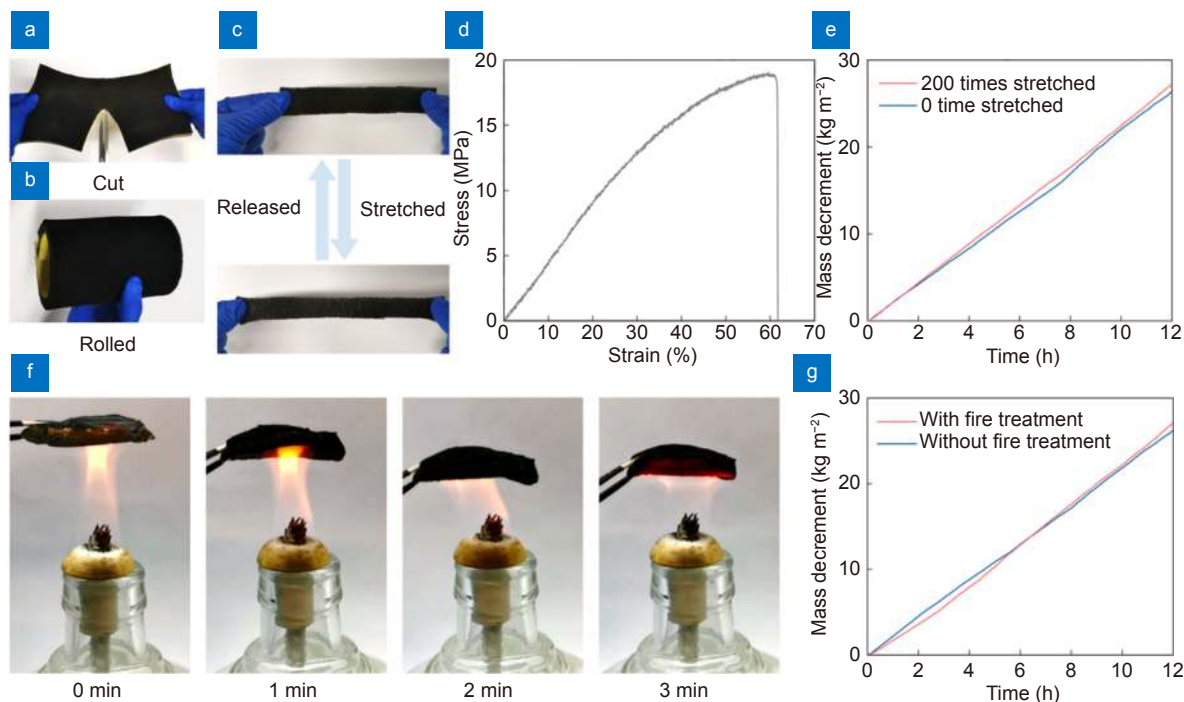 a
Cut
b
Rolled
c
Released
Stretched
d
20
15
10
5
0
Stress (MPa)
0 10 20 30 40 50 60 70
Strain (%)
e
200 times stretched
0 time stretched
30
20
10
0
Mass decrement (kg m⁻²)
0 2 4 6 8 10 12
Time (h)
f
0 min
1 min
2 min
3 min
g
With fire treatment
Without fire treatment
30
20
10
0
Mass decrement (kg m⁻²)
0 2 4 6 8 10 12
Time (h)